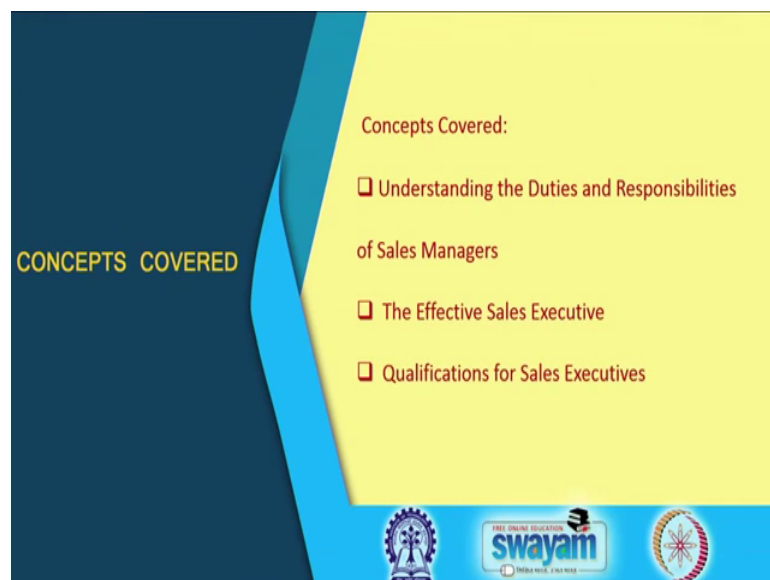 CONCEPTS COVERED
Concepts Covered:
❑ Understanding the Duties and Responsibilities
of Sales Managers
❑ The Effective Sales Executive
❑ Qualifications for Sales Executives
FREE ONLINE EDUCATION
swayam